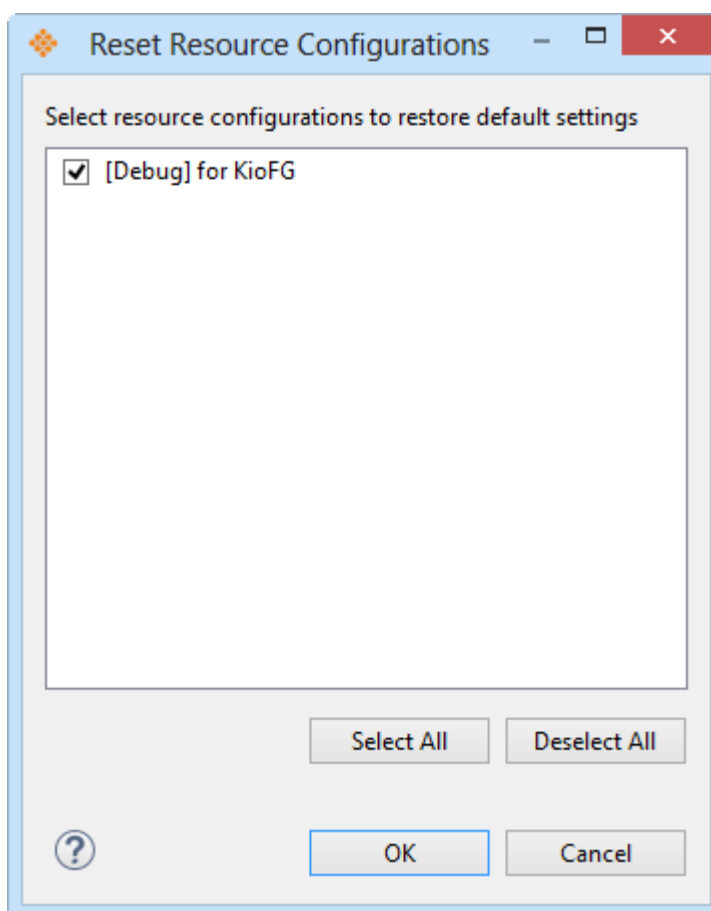 Reset Resource Configurations
Select resource configurations to restore default settings
[Debug] for KioFG
Select All Deselect All
? OK Cancel